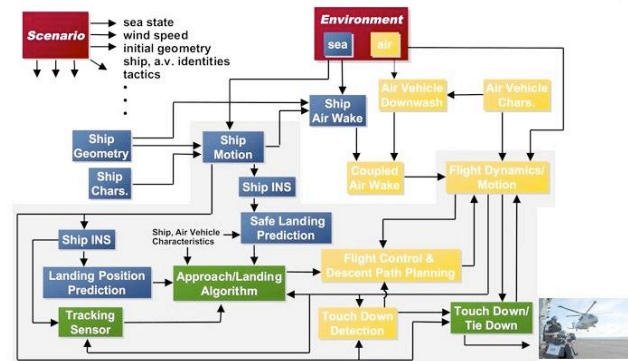 Scenario
sea state
wind speed
initial geometry
ship, a.v. identities
tactics
Environment
sea
air
Ship
Air Wake
Air Vehicle
Downwash
Air Vehicle
Chars.
Ship
Geometry
Ship
Motion
Ship
Chars.
Coupled
Air Wake
Flight Dynamics/
Motion
Ship INS
Safe Landing
Prediction
Ship INS
Ship, Air Vehicle
Characteristics
Landing Position
Prediction
Approach/Landing
Algorithm
Flight Control &
Descent Path Planning
Tracking
Sensor
Touch Down
Detection
Touch Down/
Tie Down